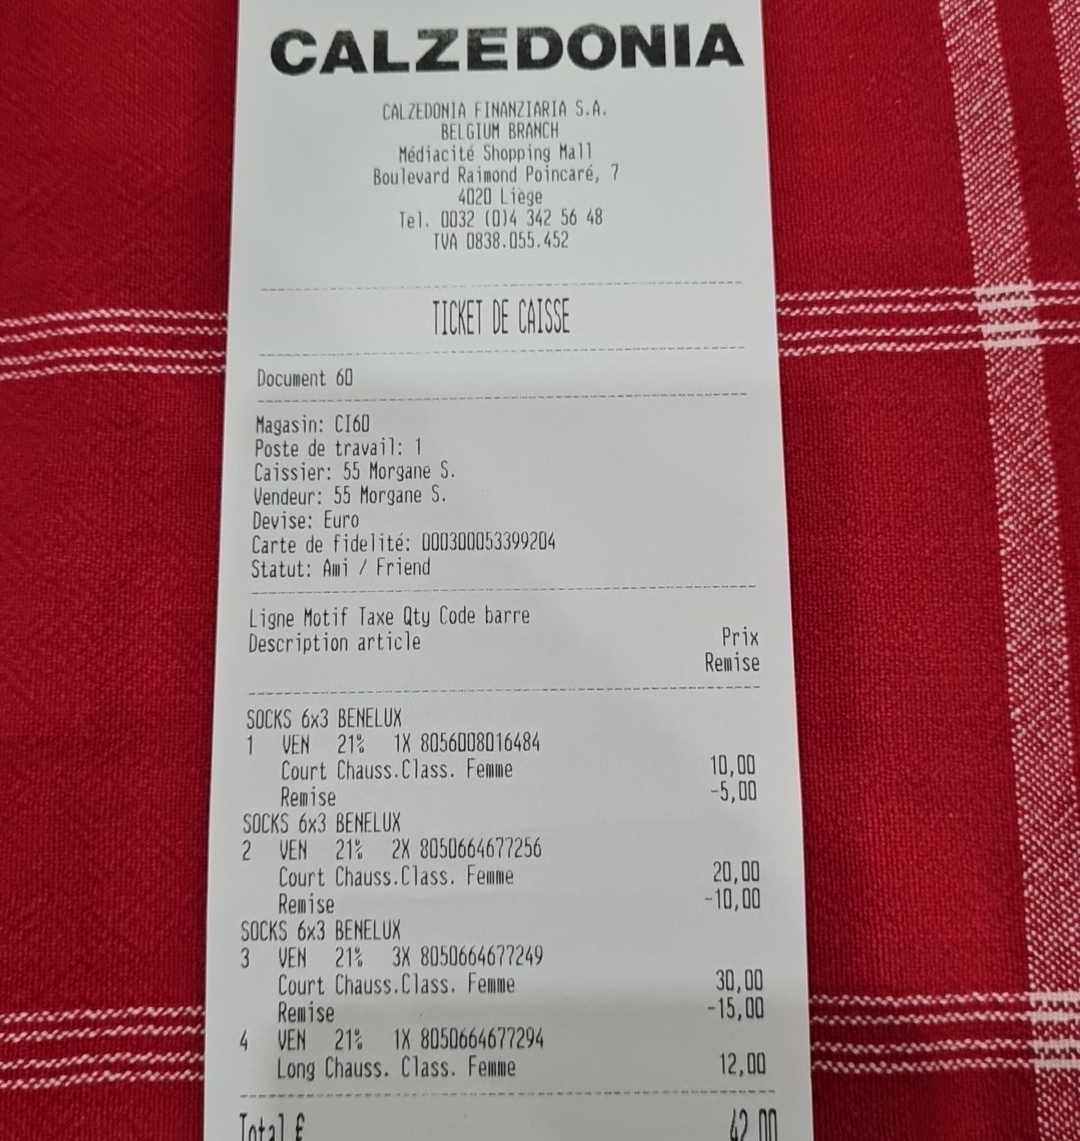 CALZEDONIA
CALZEDONIA FINANZIARIA S.A.
BELGIUM BRANCH
Médiacité Shopping Mall
Boulevard Raimond Poincaré, 7
4020 Liège
Tel. 0032 (0)4 342 56 48
TVA 0838.055.452
TICKET DE CAISSE
Document 60
Magasin: CI60
Poste de travail: 1
Caissier: 55 Morgane S.
Vendeur: 55 Morgane S.
Devise: Euro
Carte de fidelité: 000300053399204
Statut: Ami / Friend
Ligne Motif Taxe Qty Code barre
Description article Prix
Remise
SOCKS 6x3 BENELUX
1 VEN 21% 1X 8056008016484
Court Chauss.Class. Femme 10,00
Remise -5,00
SOCKS 6x3 BENELUX
2 VEN 21% 2X 8050664677256
Court Chauss.Class. Femme 20,00
Remise -10,00
SOCKS 6x3 BENELUX
3 VEN 21% 3X 8050664677249
Court Chauss.Class. Femme 30,00
Remise -15,00
4 VEN 21% 1X 8050664677294
Long Chauss. Class. Femme 12,00
Total £ 42,00